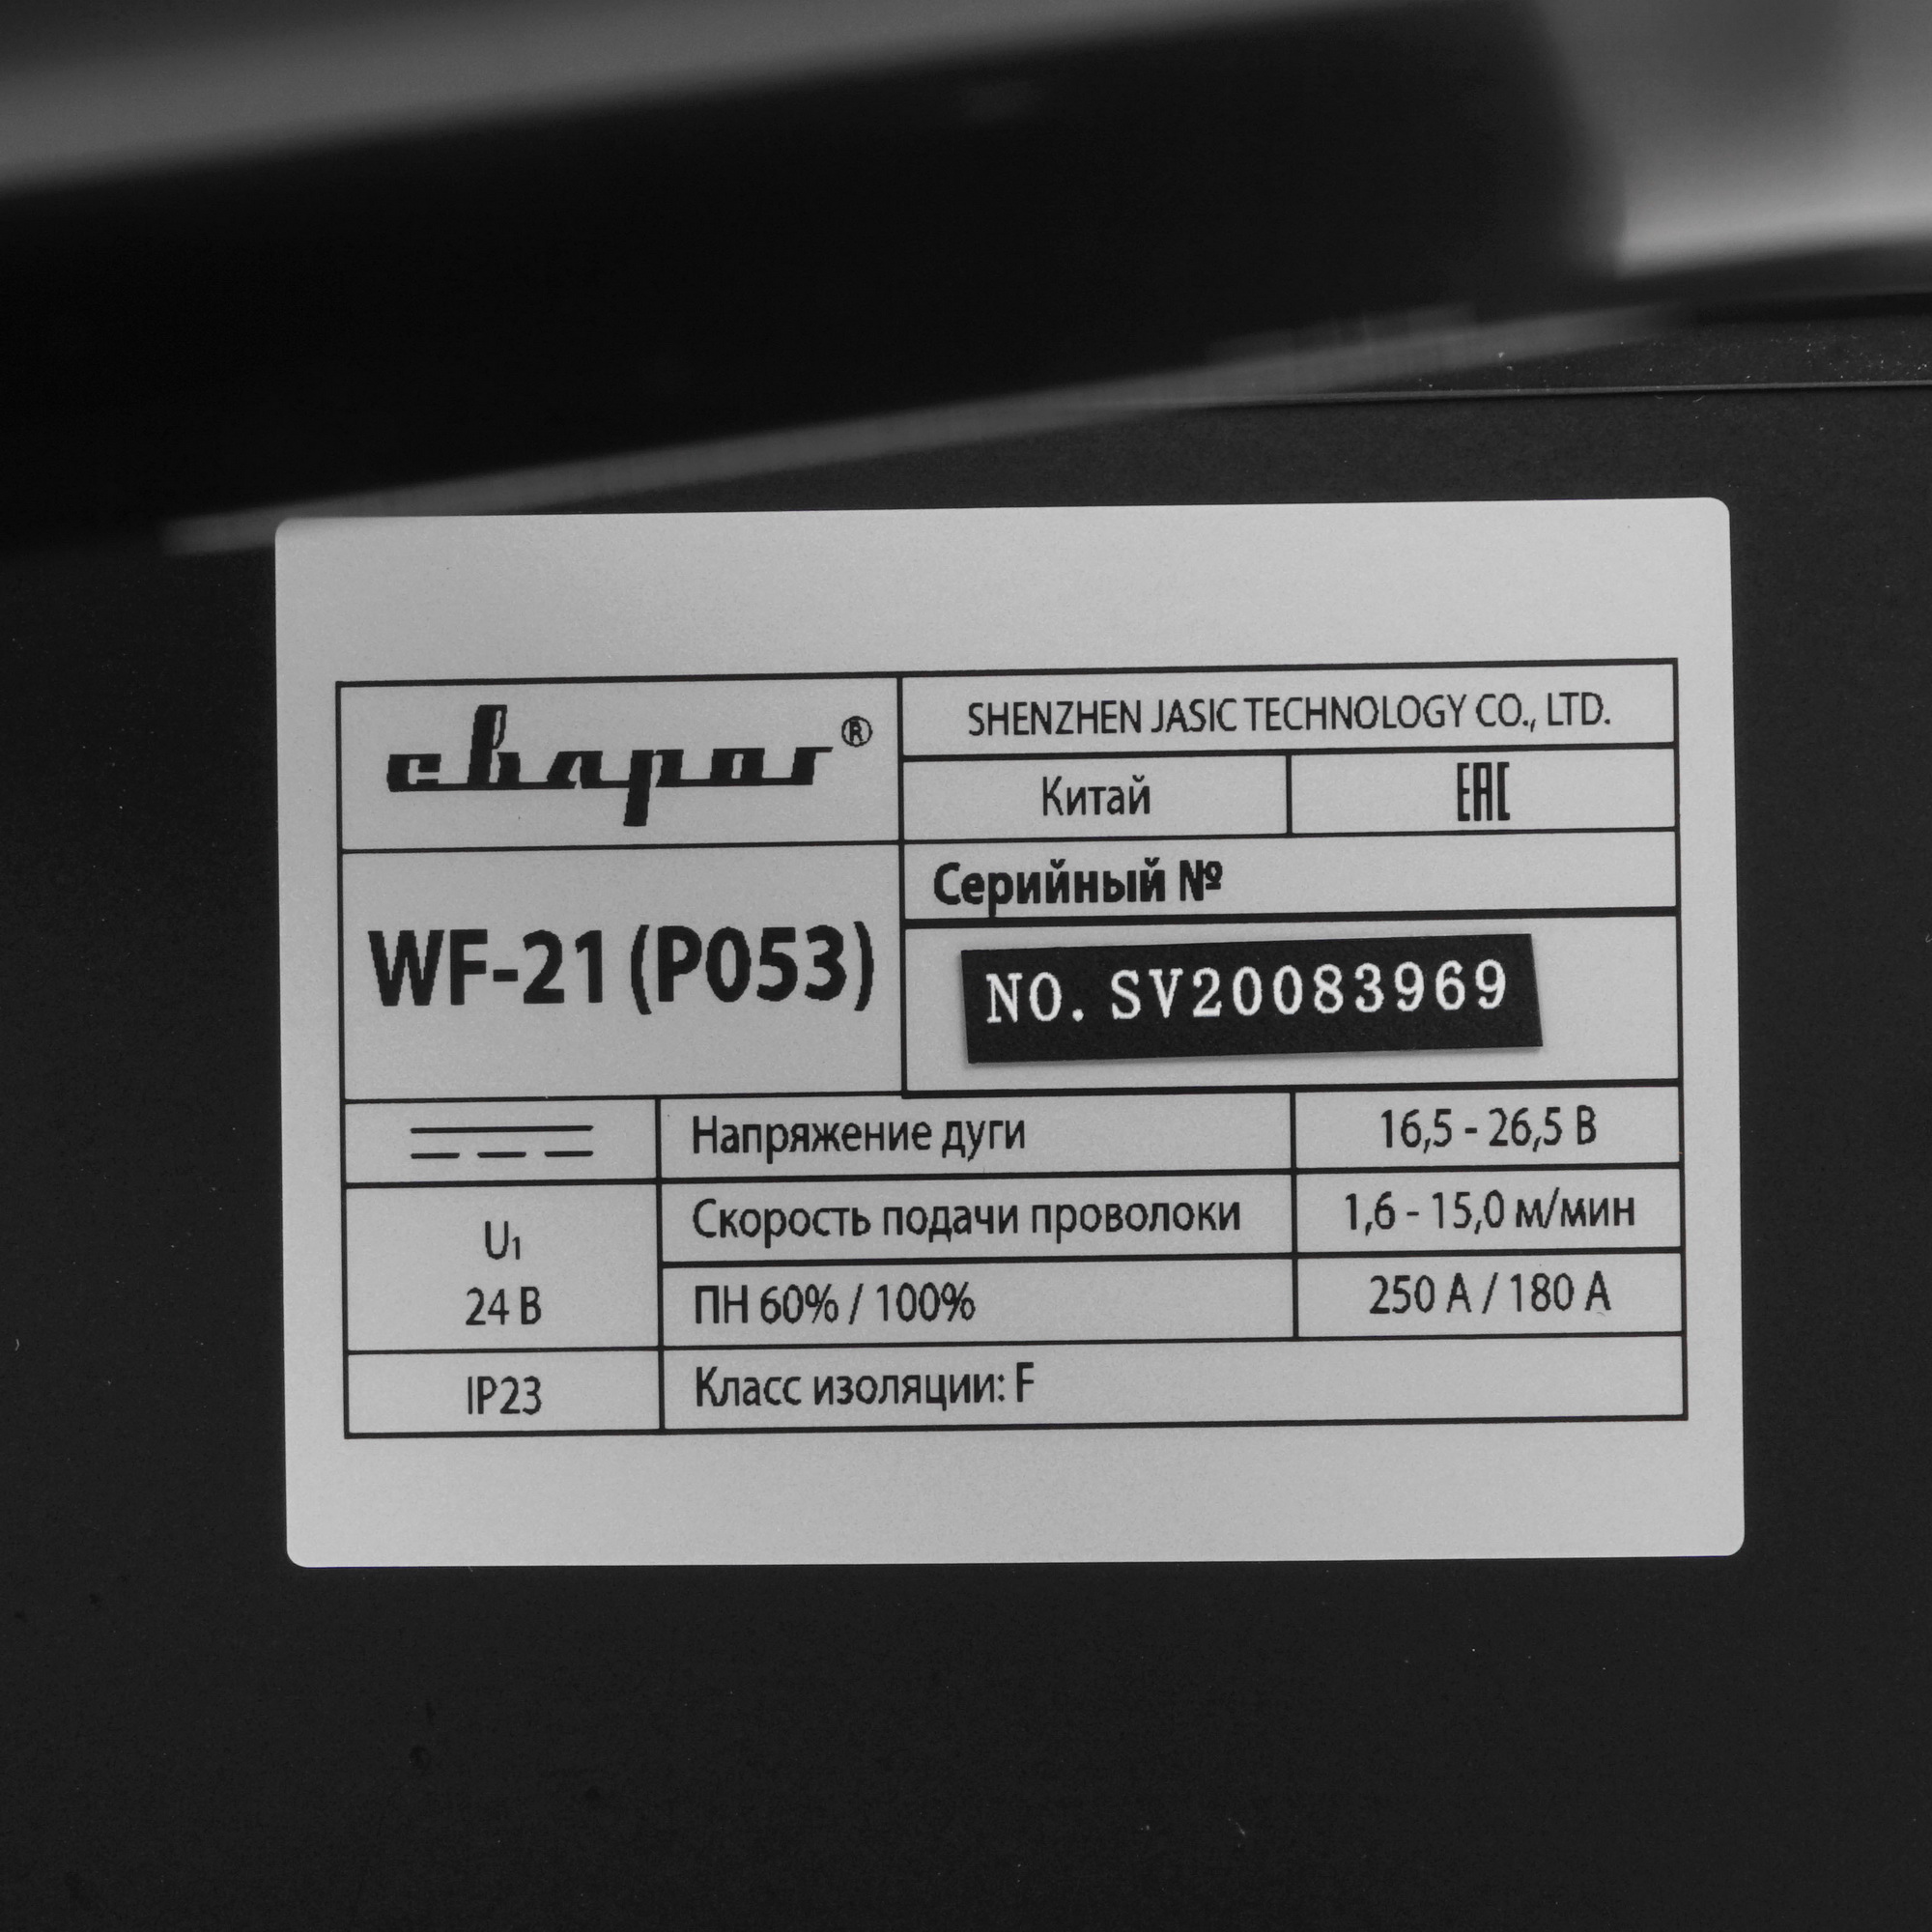 сварог®
SHENZHEN JASIC TECHNOLOGY CO., LTD.
Китай
EAC
WF-21 (P053)
Серийный №
NO. SV20083969
Напряжение дуги
16,5 - 26,5 В
U₁
24 В
Скорость подачи проволоки
1,6 - 15,0 м/мин
ПН 60% / 100%
250 А / 180 А
IP23
Класс изоляции: F